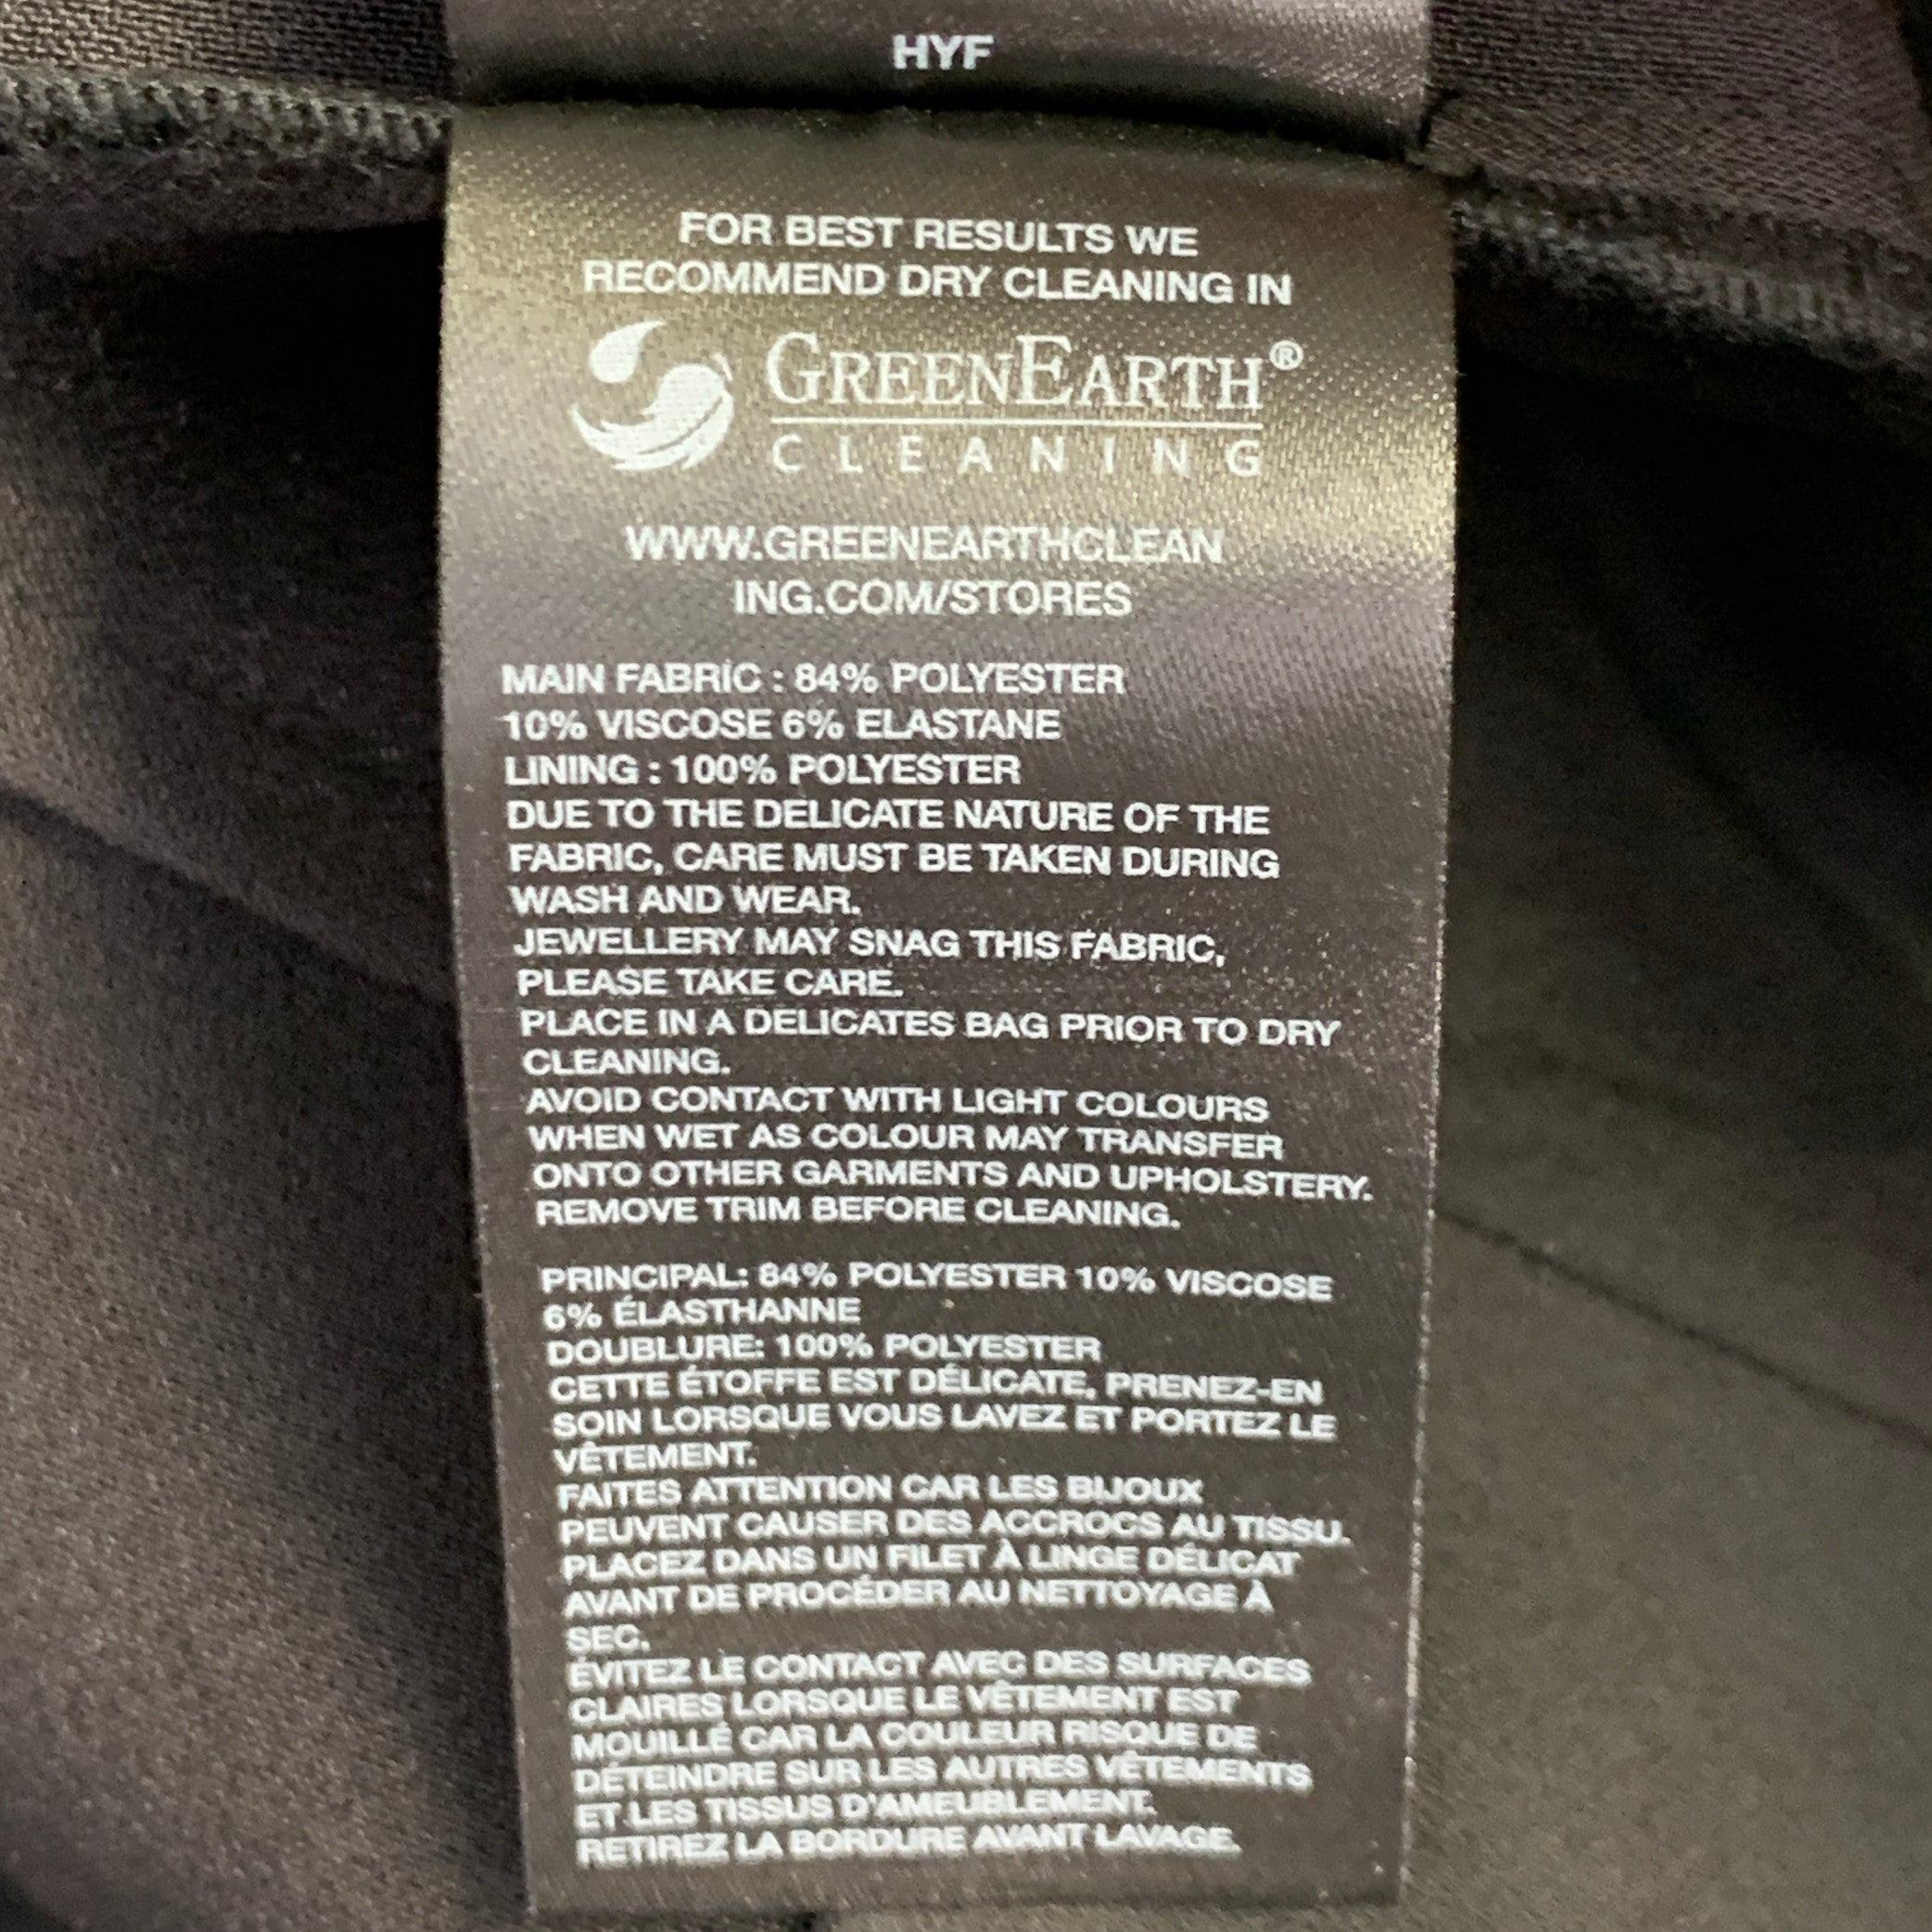 HYF
FOR BEST RESULTS WE
RECOMMEND DRY CLEANING IN
GREENEARTH®
CLEANING
WWW.GREENEARTHCLEAN
ING.COM/STORES
MAIN FABRIC : 84% POLYESTER
10% VISCOSE 6% ELASTANE
LINING : 100% POLYESTER
DUE TO THE DELICATE NATURE OF THE
FABRIC, CARE MUST BE TAKEN DURING
WASH AND WEAR.
JEWELLERY MAY SNAG THIS FABRIC,
PLEASE TAKE CARE.
PLACE IN A DELICATES BAG PRIOR TO DRY
CLEANING.
AVOID CONTACT WITH LIGHT COLOURS
WHEN WET AS COLOUR MAY TRANSFER
ONTO OTHER GARMENTS AND UPHOLSTERY.
REMOVE TRIM BEFORE CLEANING.
PRINCIPAL: 84% POLYESTER 10% VISCOSE
6% ÉLASTHANNE
DOUBLURE: 100% POLYESTER
CETTE ÉTOFFE EST DÉLICATE, PRENEZ-EN
SOIN LORSQUE VOUS LAVEZ ET PORTEZ LE
VÊTEMENT.
FAITES ATTENTION CAR LES BIJOUX
PEUVENT CAUSER DES ACCROCS AU TISSU.
PLACEZ DANS UN FILET À LINGE DÉLICAT
AVANT DE PROCÉDER AU NETTOYAGE À
SEC.
ÉVITEZ LE CONTACT AVEC DES SURFACES
CLAIRES LORSQUE LE VÊTEMENT EST
MOUILLÉ CAR LA COULEUR RISQUE DE
DÉTEINDRE SUR LES AUTRES VÊTEMENTS
ET LES TISSUS D'AMEUBLEMENT.
RETIREZ LA BORDURE AVANT LAVAGE.